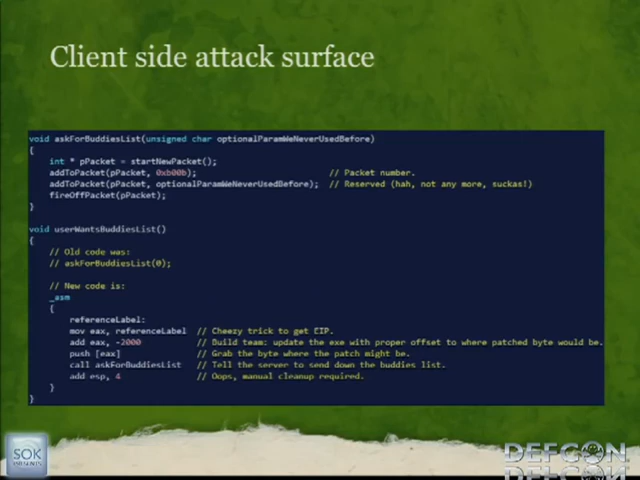 Client side attack surface
void askForBuddiesList(unsigned char optionalParamWeNeverUsedBefore)
{
int * pPacket = startNewPacket();
addToPacket(pPacket, 0xb00b); // Packet number.
addToPacket(pPacket, optionalParamWeNeverUsedBefore); // Reserved (hah, not any more, suckas!)
fireOffPacket(pPacket);
}
void userWantsBuddiesList()
{
// Old code was:
// askForBuddiesList(0);
// New code is:
_asm
{
referenceLabel:
mov eax, referenceLabel // Cheezy trick to get EIP.
add eax, -2000 // Build team: update the exe with proper offset to where patched byte would be.
push [eax] // Grab the byte where the patch might be.
call askForBuddiesList // Tell the server to send down the buddies list.
add esp, 4 // Oops, manual cleanup required.
}
}
SOK
PRESENTS
DEFCON